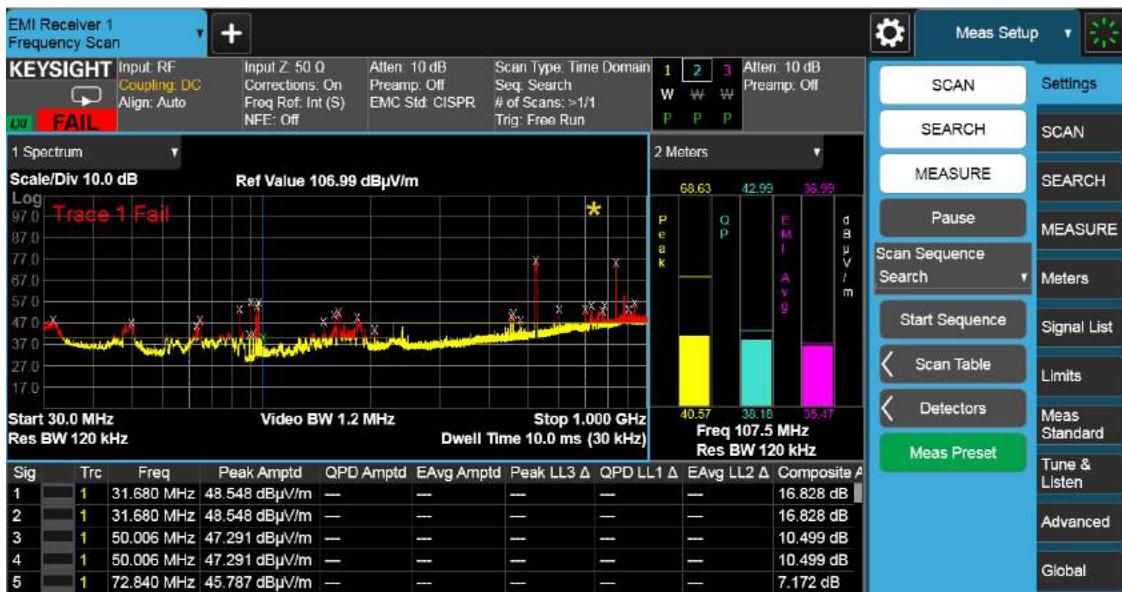 EMI Receiver 1
Frequency Scan
+
Meas Setup
KEYSIGHT
Input: RF
Coupling: DC
Align: Auto
Input Z: 50 Ω
Corrections: On
Freq Ref: Int (S)
NFE: Off
Atten: 10 dB
Preamp: Off
EMC Std: CISPR
Scan Type: Time Domain
Seq: Search
# of Scans: >1/1
Trig: Free Run
1 2 3
W W W
P P P
Atten: 10 dB
Preamp: Off
LXI
FAIL
1 Spectrum
Scale/Div 10.0 dB
Ref Value 106.99 dBµV/m
Log
Trace 1 Fail
97.0
87.0
77.0
67.0
57.0
47.0
37.0
27.0
17.0
Start 30.0 MHz
Video BW 1.2 MHz
Stop 1.000 GHz
Res BW 120 kHz
Dwell Time 10.0 ms (30 kHz)
2 Meters
68.63 42.99 36.99
Peak
QP
EMI Avg
dBµV/m
40.57 38.18 35.47
Freq 107.5 MHz
Res BW 120 kHz
Sig Trc Freq Peak Amptd QPD Amptd EAvg Amptd Peak LL3 Δ QPD LL1 Δ EAvg LL2 Δ Composite A
1 1 31.680 MHz 48.548 dBµV/m --- --- --- --- --- 16.828 dB
2 1 31.680 MHz 48.548 dBµV/m --- --- --- --- --- 16.828 dB
3 1 50.006 MHz 47.291 dBµV/m --- --- --- --- --- 10.499 dB
4 1 50.006 MHz 47.291 dBµV/m --- --- --- --- --- 10.499 dB
5 1 72.840 MHz 45.787 dBµV/m --- --- --- --- --- 7.172 dB
SCAN
SEARCH
MEASURE
Pause
Scan Sequence
Search
Start Sequence
Scan Table
Detectors
Meas Preset
Settings
SCAN
SEARCH
MEASURE
Meters
Signal List
Limits
Meas
Standard
Tune &
Listen
Advanced
Global